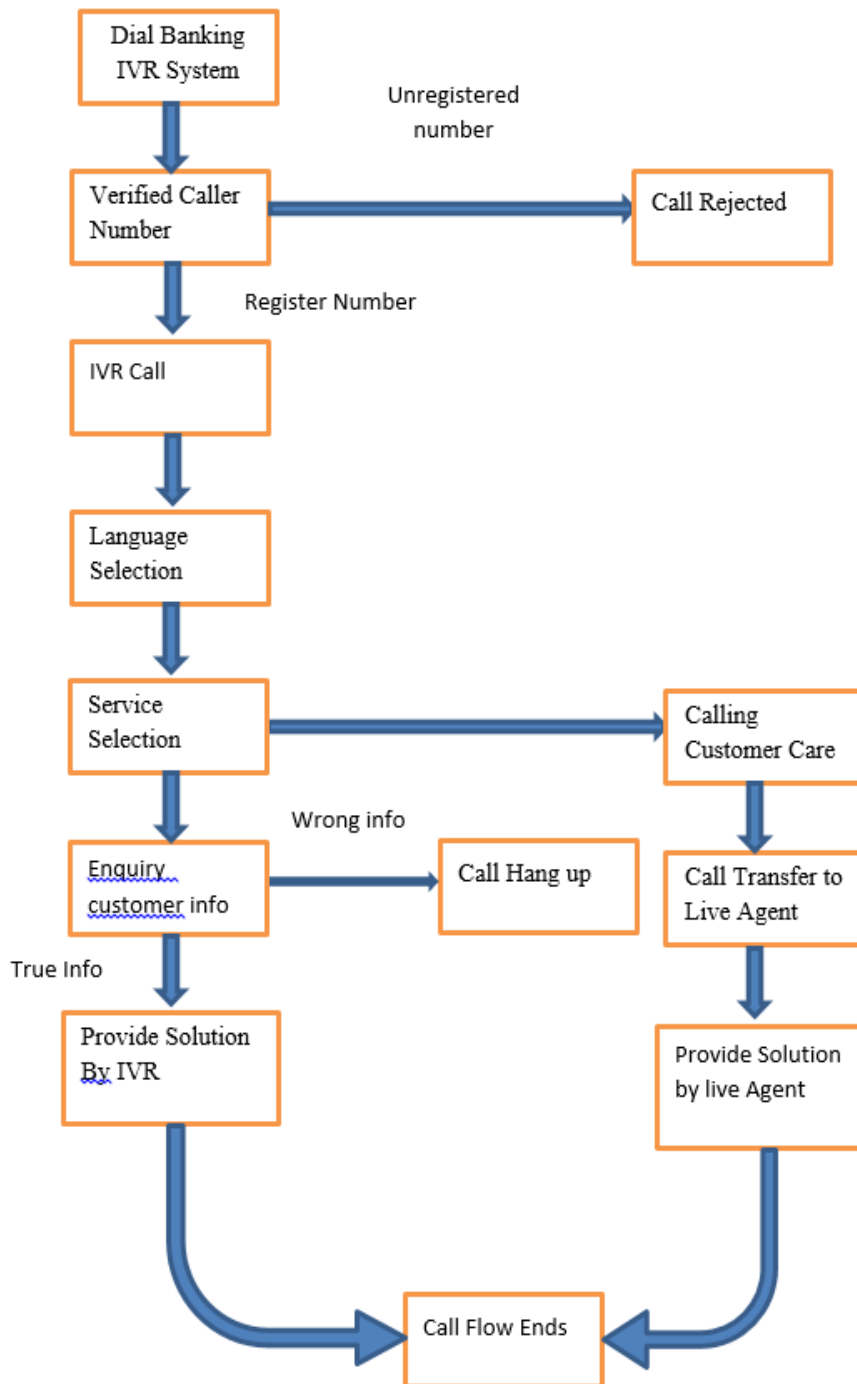 Dial Banking
IVR System
Unregistered
number
Verified Caller
Number
Call Rejected
Register Number
IVR Call
Language
Selection
Service
Selection
Calling
Customer Care
Wrong info
Enquiry
customer info
Call Hang up
Call Transfer to
Live Agent
True Info
Provide Solution
By IVR
Provide Solution
by live Agent
Call Flow Ends